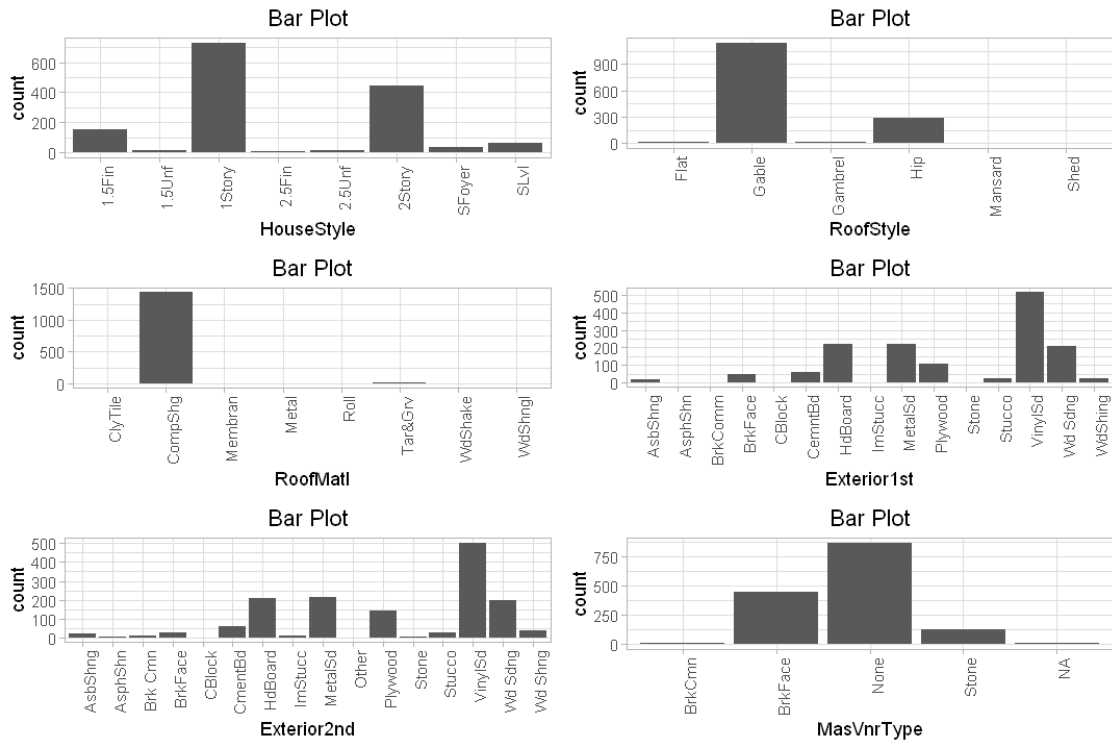 Bar Plot
count
600
400
200
0
1.5Fin
1.5Unf
1Story
2.5Fin
2.5Unf
2Story
SFoyer
SLvl
HouseStyle
Bar Plot
count
900
600
300
0
Flat
Gable
Gambrel
Hip
Mansard
Shed
RoofStyle
Bar Plot
count
1500
1000
500
0
ClyTile
CompShg
Membran
Metal
Roll
Tar&Grv
WdShake
WdShngl
RoofMatl
Bar Plot
count
500
400
300
200
100
0
AsbShng
AsphShn
BrkComm
BrkFace
CBlock
CemntBd
HdBoard
ImStucc
MetalSd
Plywood
Stone
Stucco
VinylSd
Wd Sdng
WdShing
Exterior1st
Bar Plot
count
500
400
300
200
100
0
AsbShng
AsphShn
Brk Cmn
BrkFace
CBlock
CmentBd
HdBoard
ImStucc
MetalSd
Other
Plywood
Stone
Stucco
VinylSd
Wd Sdng
Wd Shng
Exterior2nd
Bar Plot
count
750
500
250
0
BrkCmn
BrkFace
None
Stone
NA
MasVnrType